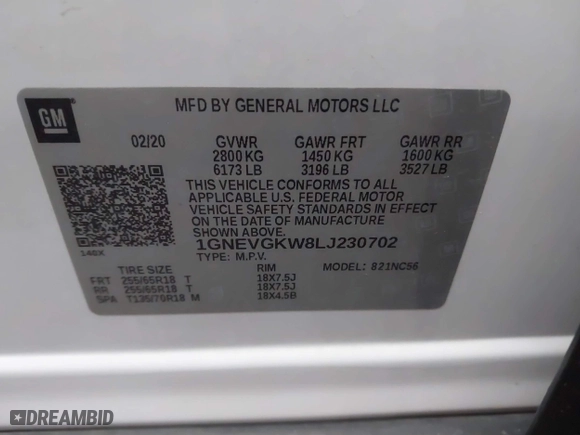 GM
MFD BY GENERAL MOTORS LLC
02/20 GVWR GAWR FRT GAWR RR
2800 KG 1450 KG 1600 KG
6173 LB 3196 LB 3527 LB
THIS VEHICLE CONFORMS TO ALL
APPLICABLE U.S. FEDERAL MOTOR
VEHICLE SAFETY STANDARDS IN EFFECT
ON THE DATE OF MANUFACTURE
SHOWN ABOVE.
140X
1GNEVGKW8LJ230702
TYPE: M.P.V. MODEL: 821NC56
TIRE SIZE RIM
FRT 255/65R18 T 18X7.5J
RR 255/65R18 T 18X7.5J
SPA T135/70R18 M 18X4.5B
DREAMBID